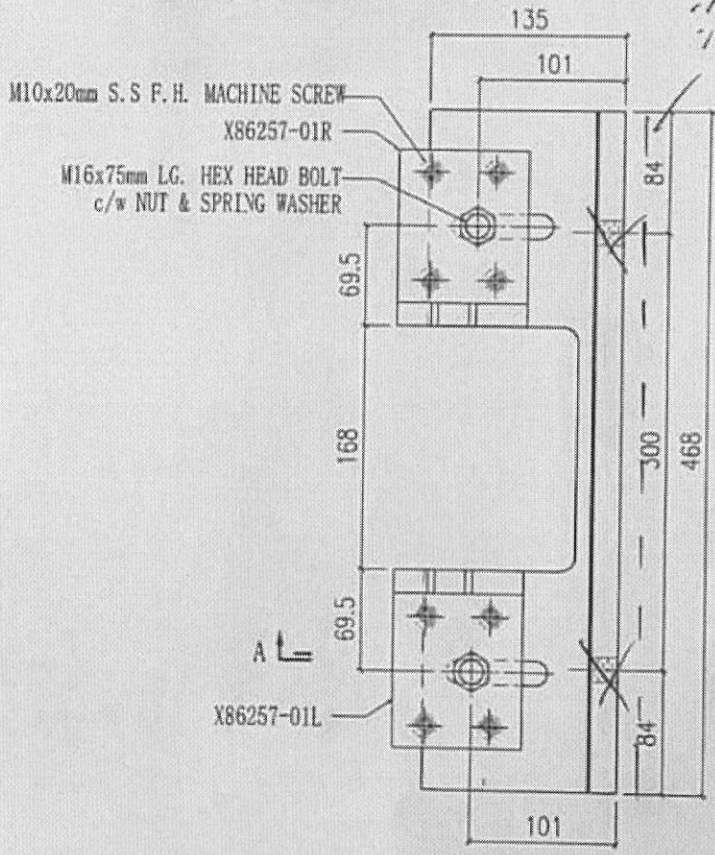 135
101
M10x20mm S.S F.H. MACHINE SCREW
X86257-01R
M16x75mm LG. HEX HEAD BOLT
c/w NUT & SPRING WASHER
84
69.5
168
300
468
69.5
A
X86257-01L
84
101